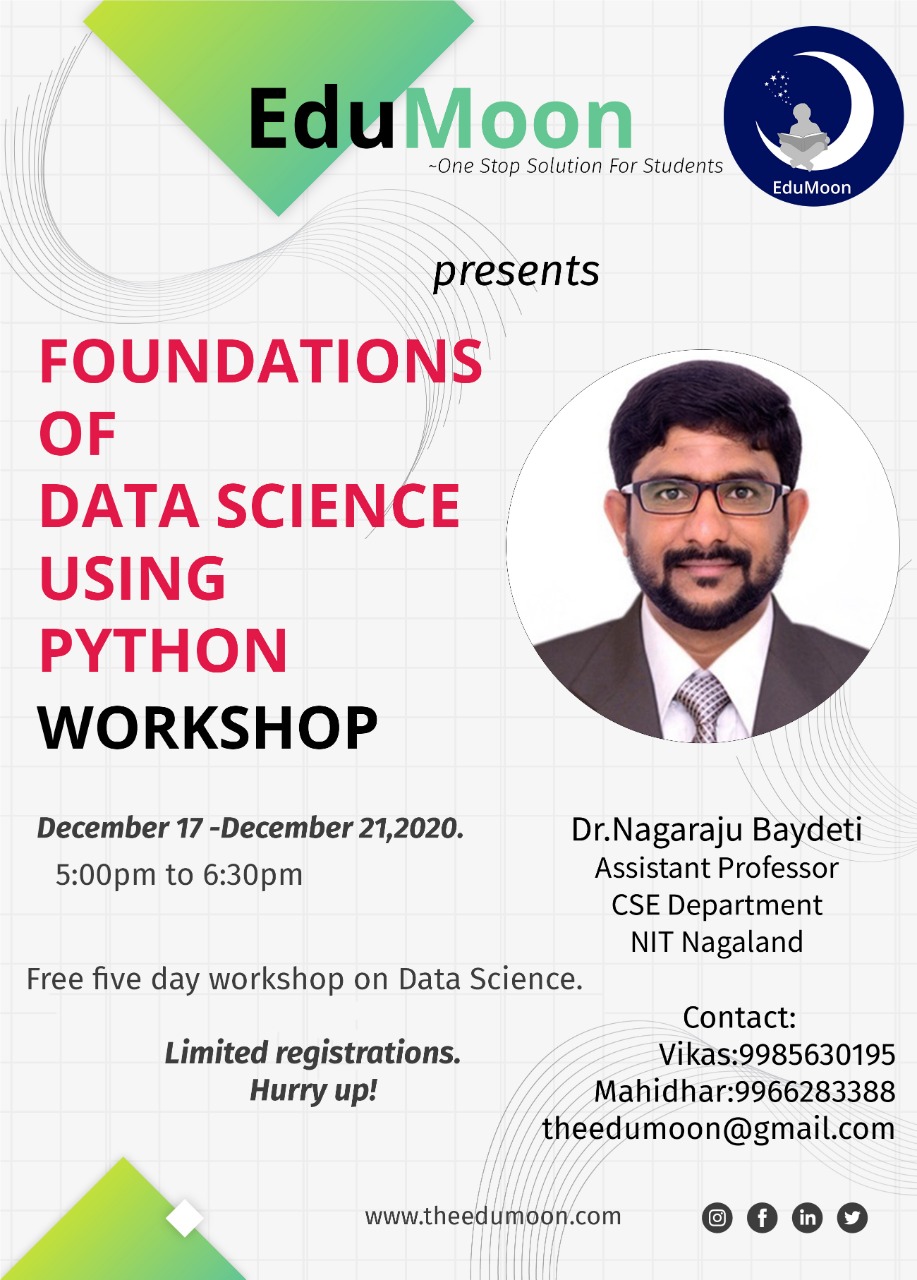 EduMoon
~One Stop Solution For Students
EduMoon
presents
FOUNDATIONS
OF
DATA SCIENCE
USING
PYTHON
WORKSHOP
December 17 -December 21,2020.
5:00pm to 6:30pm
Free five day workshop on Data Science.
Limited registrations.
Hurry up!
Dr.Nagaraju Baydeti
Assistant Professor
CSE Department
NIT Nagaland
Contact:
Vikas:9985630195
Mahidhar:9966283388
theedumoon@gmail.com
www.theedumoon.com